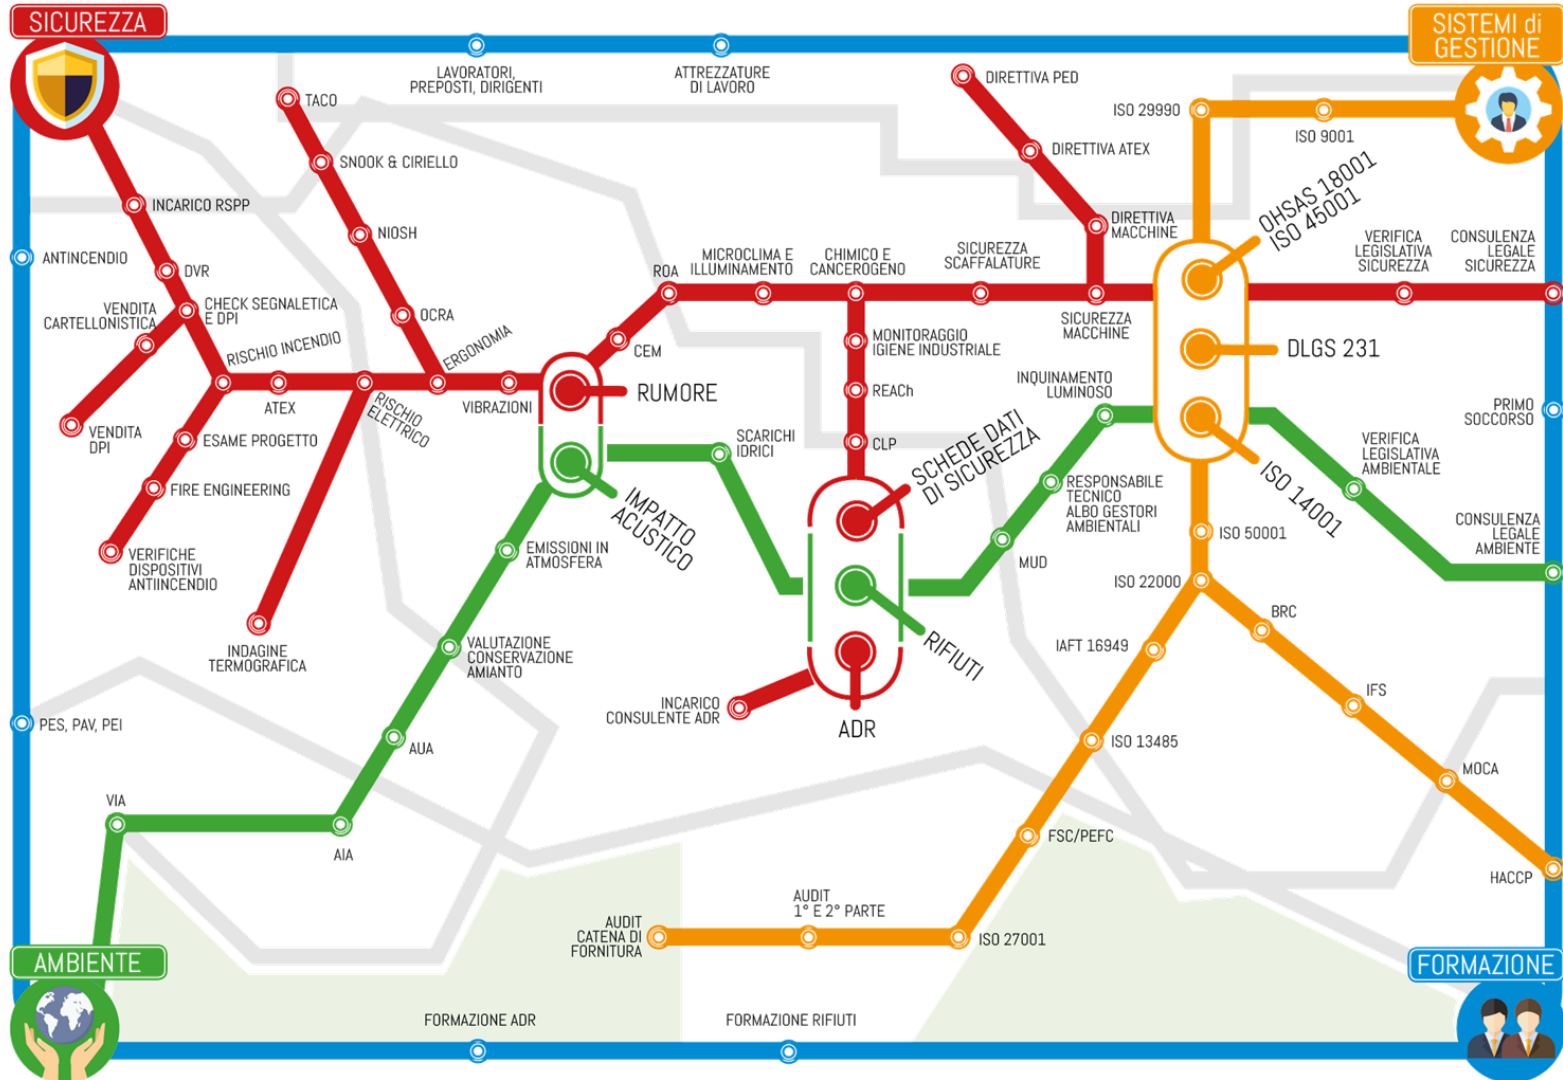 SICUREZZA
SISTEMI di
GESTIONE
LAVORATORI,
PREPOSTI, DIRIGENTI
ATTREZZATURE
DI LAVORO
DIRETTIVA PED
TACO
ISO 29990
ISO 9001
DIRETTIVA ATEX
SNOOK & CIRIELLO
OHSAS 18001
ISO 45001
INCARICO RSPP
NIOSH
DIRETTIVA
MACCHINE
ANTINCENDIO
DVR
ROA
MICROCLIMA E
ILLUMINAMENTO
CHIMICO E
CANCEROGENO
SICUREZZA
SCAFFALATURE
VERIFICA
LEGISLATIVA
SICUREZZA
CONSULENZA
LEGALE
SICUREZZA
VENDITA
CARTELLONISTICA
CHECK SEGNALETICA
E DPI
OCRA
SICUREZZA
MACCHINE
RISCHIO INCENDIO
ERGONOMIA
CEM
MONITORAGGIO
IGIENE INDUSTRIALE
DLGS 231
ATEX
RISCHIO
ELETTRICO
VIBRAZIONI
RUMORE
REACh
INQUINAMENTO
LUMINOSO
PRIMO
SOCCORSO
VENDITA
DPI
ESAME PROGETTO
SCARICHI
IDRICI
CLP
SCHEDE DATI
DI SICUREZZA
VERIFICA
LEGISLATIVA
AMBIENTALE
FIRE ENGINEERING
IMPATTO
ACUSTICO
RESPONSABILE
TECNICO
ALBO GESTORI
AMBIENTALI
ISO 14001
VERIFICHE
DISPOSITIVI
ANTIINCENDIO
EMISSIONI IN
ATMOSFERA
MUD
ISO 50001
CONSULENZA
LEGALE
AMBIENTE
ISO 22000
BRC
INDAGINE
TERMOGRAFICA
VALUTAZIONE
CONSERVAZIONE
AMIANTO
RIFIUTI
IAFT 16949
IFS
INCARICO
CONSULENTE ADR
ADR
PES, PAV, PEI
AUA
ISO 13485
MOCA
VIA
AIA
FSC/PEFC
HACCP
AUDIT
CATENA DI
FORNITURA
AUDIT
1° E 2° PARTE
ISO 27001
AMBIENTE
FORMAZIONE
FORMAZIONE ADR
FORMAZIONE RIFIUTI